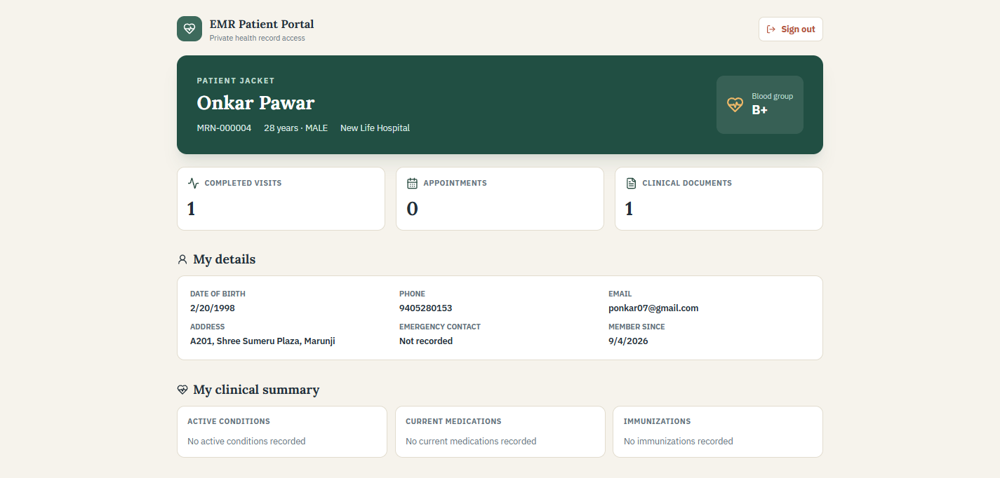 EMR Patient Portal
Private health record access
Sign out
PATIENT JACKET
Onkar Pawar
MRN-000004 28 years · MALE New Life Hospital
Blood group
B+
COMPLETED VISITS
1
APPOINTMENTS
0
CLINICAL DOCUMENTS
1
My details
DATE OF BIRTH
2/20/1998
PHONE
9405280153
EMAIL
ponkar07@gmail.com
ADDRESS
A201, Shree Sumeru Plaza, Marunji
EMERGENCY CONTACT
Not recorded
MEMBER SINCE
9/4/2026
My clinical summary
ACTIVE CONDITIONS
No active conditions recorded
CURRENT MEDICATIONS
No current medications recorded
IMMUNIZATIONS
No immunizations recorded